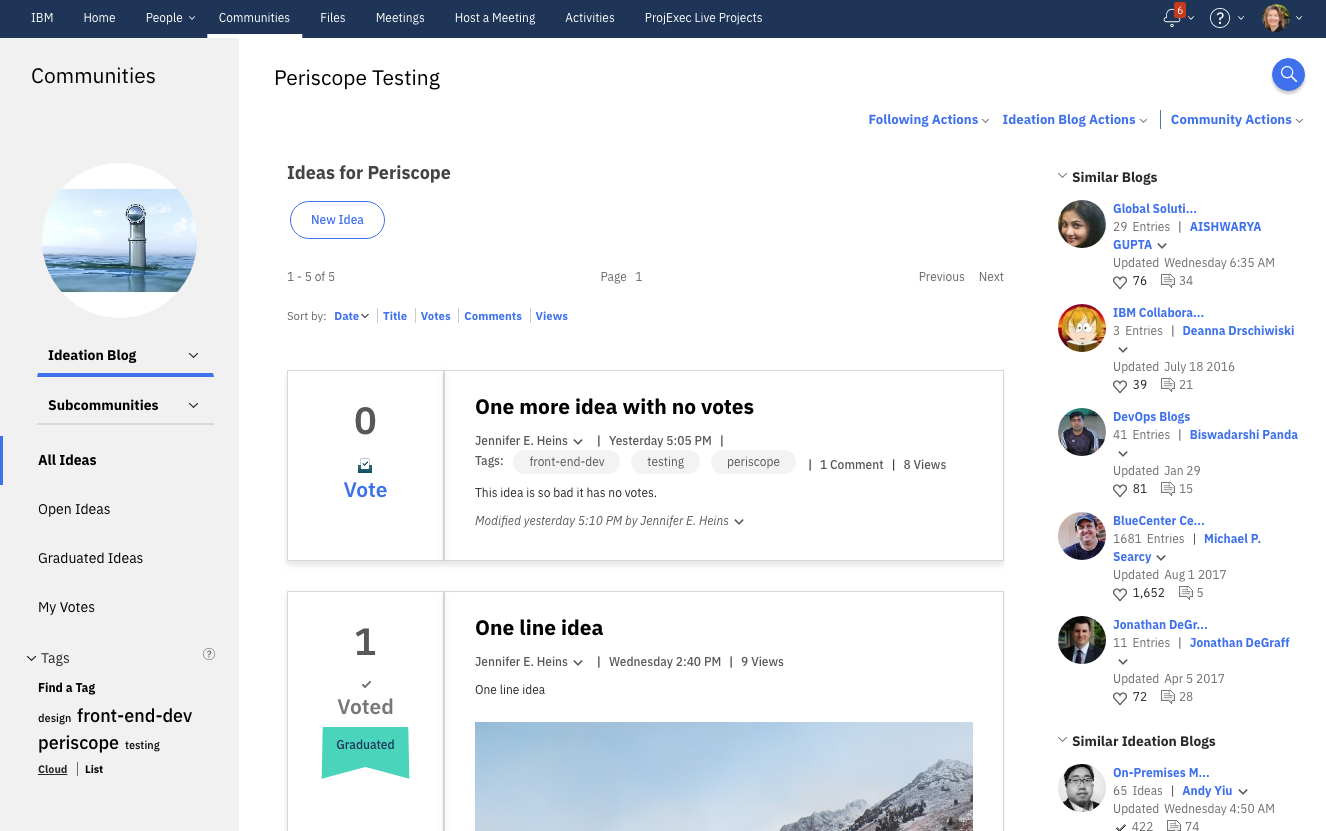 IBM Home People Communities Files Meetings Host a Meeting Activities ProjExec Live Projects 6 ?
Communities
Periscope Testing
Following Actions Ideation Blog Actions | Community Actions
Ideation Blog
Subcommunities
All Ideas
Open Ideas
Graduated Ideas
My Votes
Tags ?
Find a Tag
design front-end-dev
periscope testing
Cloud | List
Ideas for Periscope
New Idea
1 - 5 of 5 Page 1 Previous Next
Sort by: Date | Title | Votes | Comments | Views
0
Vote
One more idea with no votes
Jennifer E. Heins | Yesterday 5:05 PM |
Tags: front-end-dev testing periscope | 1 Comment | 8 Views
This idea is so bad it has no votes.
Modified yesterday 5:10 PM by Jennifer E. Heins
1
Voted
Graduated
One line idea
Jennifer E. Heins | Wednesday 2:40 PM | 9 Views
One line idea
Similar Blogs
Global Soluti...
29 Entries | AISHWARYA
GUPTA
Updated Wednesday 6:35 AM
76 34
IBM Collabora...
3 Entries | Deanna Drschiwiski
Updated July 18 2016
39 21
DevOps Blogs
41 Entries | Biswadarshi Panda
Updated Jan 29
81 15
BlueCenter Ce...
1681 Entries | Michael P.
Searcy
Updated Aug 1 2017
1,652 5
Jonathan DeGr...
11 Entries | Jonathan DeGraff
Updated Apr 5 2017
72 28
Similar Ideation Blogs
On-Premises M...
65 Ideas | Andy Yiu
Updated Wednesday 4:50 AM
422 74